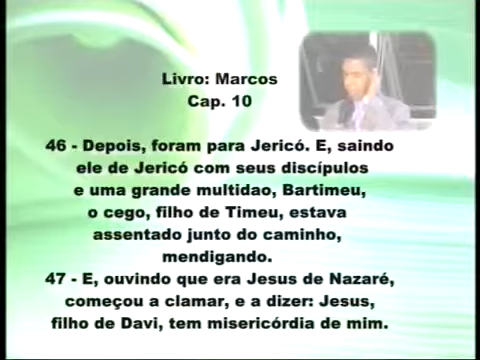 Livro: Marcos
Cap. 10
46 - Depois, foram para Jericó. E, saindo
ele de Jericó com seus discípulos
e uma grande multidao, Bartimeu,
o cego, filho de Timeu, estava
assentado junto do caminho,
mendigando.
47 - E, ouvindo que era Jesus de Nazaré,
começou a clamar, e a dizer: Jesus,
filho de Davi, tem misericórdia de mim.